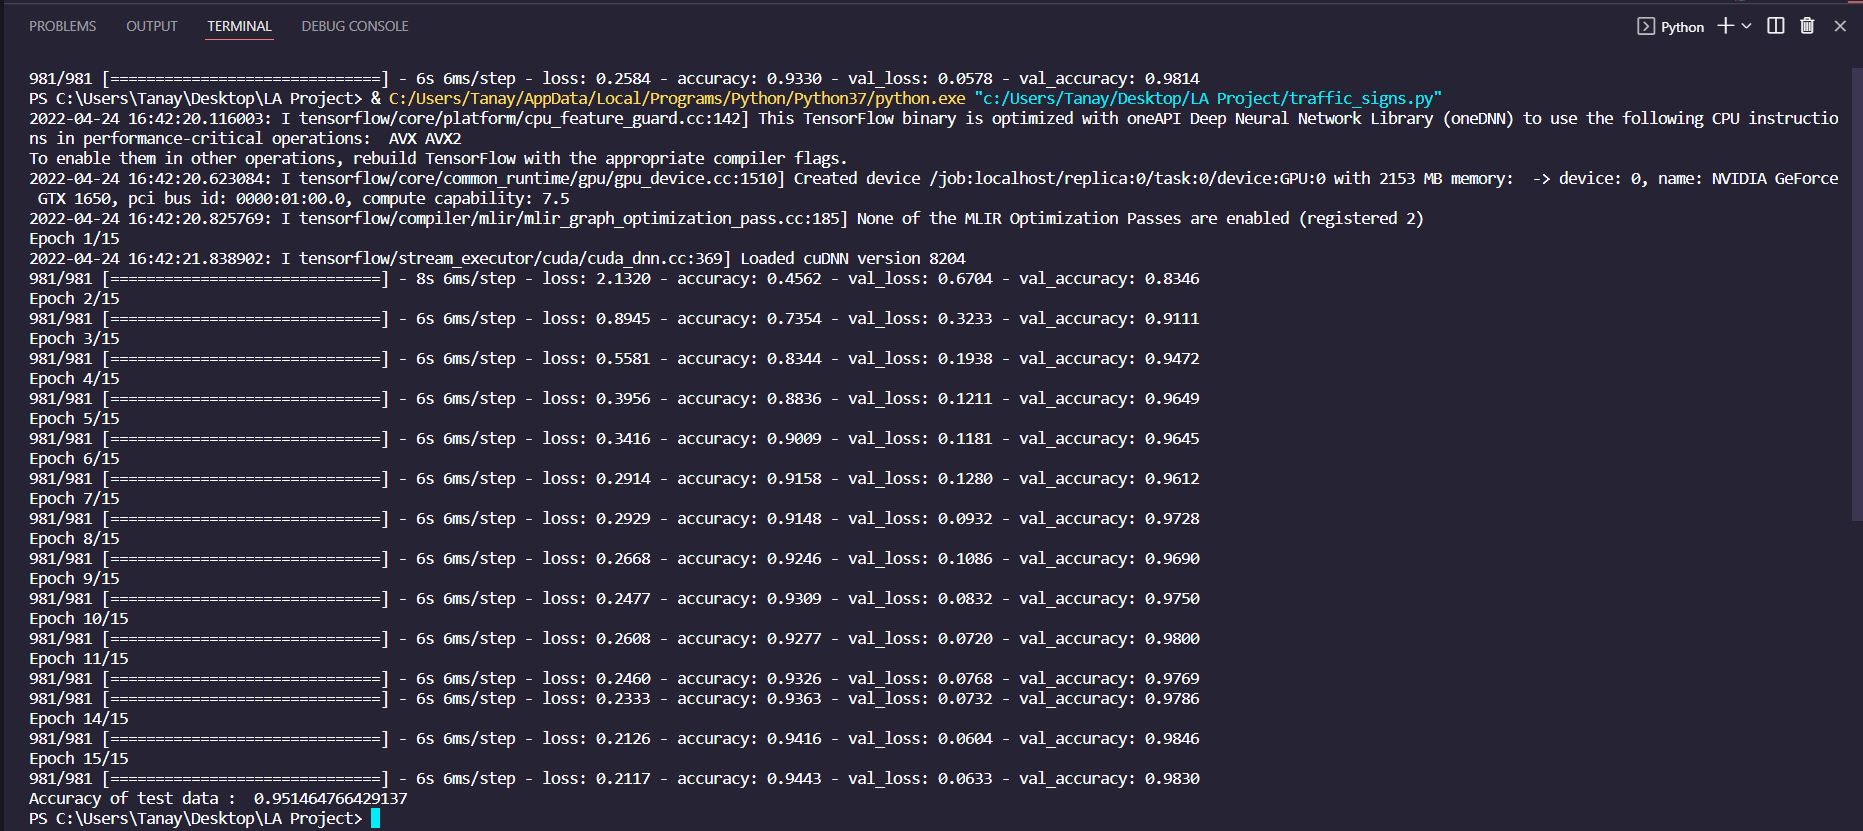 PROBLEMS OUTPUT TERMINAL DEBUG CONSOLE Python
981/981 [==============================] - 6s 6ms/step - loss: 0.2584 - accuracy: 0.9330 - val_loss: 0.0578 - val_accuracy: 0.9814
PS C:\Users\Tanay\Desktop\LA Project> & C:/Users/Tanay/AppData/Local/Programs/Python/Python37/python.exe "c:/Users/Tanay/Desktop/LA Project/traffic_signs.py"
2022-04-24 16:42:20.116003: I tensorflow/core/platform/cpu_feature_guard.cc:142] This TensorFlow binary is optimized with oneAPI Deep Neural Network Library (oneDNN) to use the following CPU instructio
ns in performance-critical operations:  AVX AVX2
To enable them in other operations, rebuild TensorFlow with the appropriate compiler flags.
2022-04-24 16:42:20.623084: I tensorflow/core/common_runtime/gpu/gpu_device.cc:1510] Created device /job:localhost/replica:0/task:0/device:GPU:0 with 2153 MB memory:  -> device: 0, name: NVIDIA GeForce
 GTX 1650, pci bus id: 0000:01:00.0, compute capability: 7.5
2022-04-24 16:42:20.825769: I tensorflow/compiler/mlir/mlir_graph_optimization_pass.cc:185] None of the MLIR Optimization Passes are enabled (registered 2)
Epoch 1/15
2022-04-24 16:42:21.838902: I tensorflow/stream_executor/cuda/cuda_dnn.cc:369] Loaded cuDNN version 8204
981/981 [==============================] - 8s 6ms/step - loss: 2.1320 - accuracy: 0.4562 - val_loss: 0.6704 - val_accuracy: 0.8346
Epoch 2/15
981/981 [==============================] - 6s 6ms/step - loss: 0.8945 - accuracy: 0.7354 - val_loss: 0.3233 - val_accuracy: 0.9111
Epoch 3/15
981/981 [==============================] - 6s 6ms/step - loss: 0.5581 - accuracy: 0.8344 - val_loss: 0.1938 - val_accuracy: 0.9472
Epoch 4/15
981/981 [==============================] - 6s 6ms/step - loss: 0.3956 - accuracy: 0.8836 - val_loss: 0.1211 - val_accuracy: 0.9649
Epoch 5/15
981/981 [==============================] - 6s 6ms/step - loss: 0.3416 - accuracy: 0.9009 - val_loss: 0.1181 - val_accuracy: 0.9645
Epoch 6/15
981/981 [==============================] - 6s 6ms/step - loss: 0.2914 - accuracy: 0.9158 - val_loss: 0.1280 - val_accuracy: 0.9612
Epoch 7/15
981/981 [==============================] - 6s 6ms/step - loss: 0.2929 - accuracy: 0.9148 - val_loss: 0.0932 - val_accuracy: 0.9728
Epoch 8/15
981/981 [==============================] - 6s 6ms/step - loss: 0.2668 - accuracy: 0.9246 - val_loss: 0.1086 - val_accuracy: 0.9690
Epoch 9/15
981/981 [==============================] - 6s 6ms/step - loss: 0.2477 - accuracy: 0.9309 - val_loss: 0.0832 - val_accuracy: 0.9750
Epoch 10/15
981/981 [==============================] - 6s 6ms/step - loss: 0.2608 - accuracy: 0.9277 - val_loss: 0.0720 - val_accuracy: 0.9800
Epoch 11/15
981/981 [==============================] - 6s 6ms/step - loss: 0.2460 - accuracy: 0.9326 - val_loss: 0.0768 - val_accuracy: 0.9769
981/981 [==============================] - 6s 6ms/step - loss: 0.2333 - accuracy: 0.9363 - val_loss: 0.0732 - val_accuracy: 0.9786
Epoch 14/15
981/981 [==============================] - 6s 6ms/step - loss: 0.2126 - accuracy: 0.9416 - val_loss: 0.0604 - val_accuracy: 0.9846
Epoch 15/15
981/981 [==============================] - 6s 6ms/step - loss: 0.2117 - accuracy: 0.9443 - val_loss: 0.0633 - val_accuracy: 0.9830
Accuracy of test data :  0.951464766429137
PS C:\Users\Tanay\Desktop\LA Project>